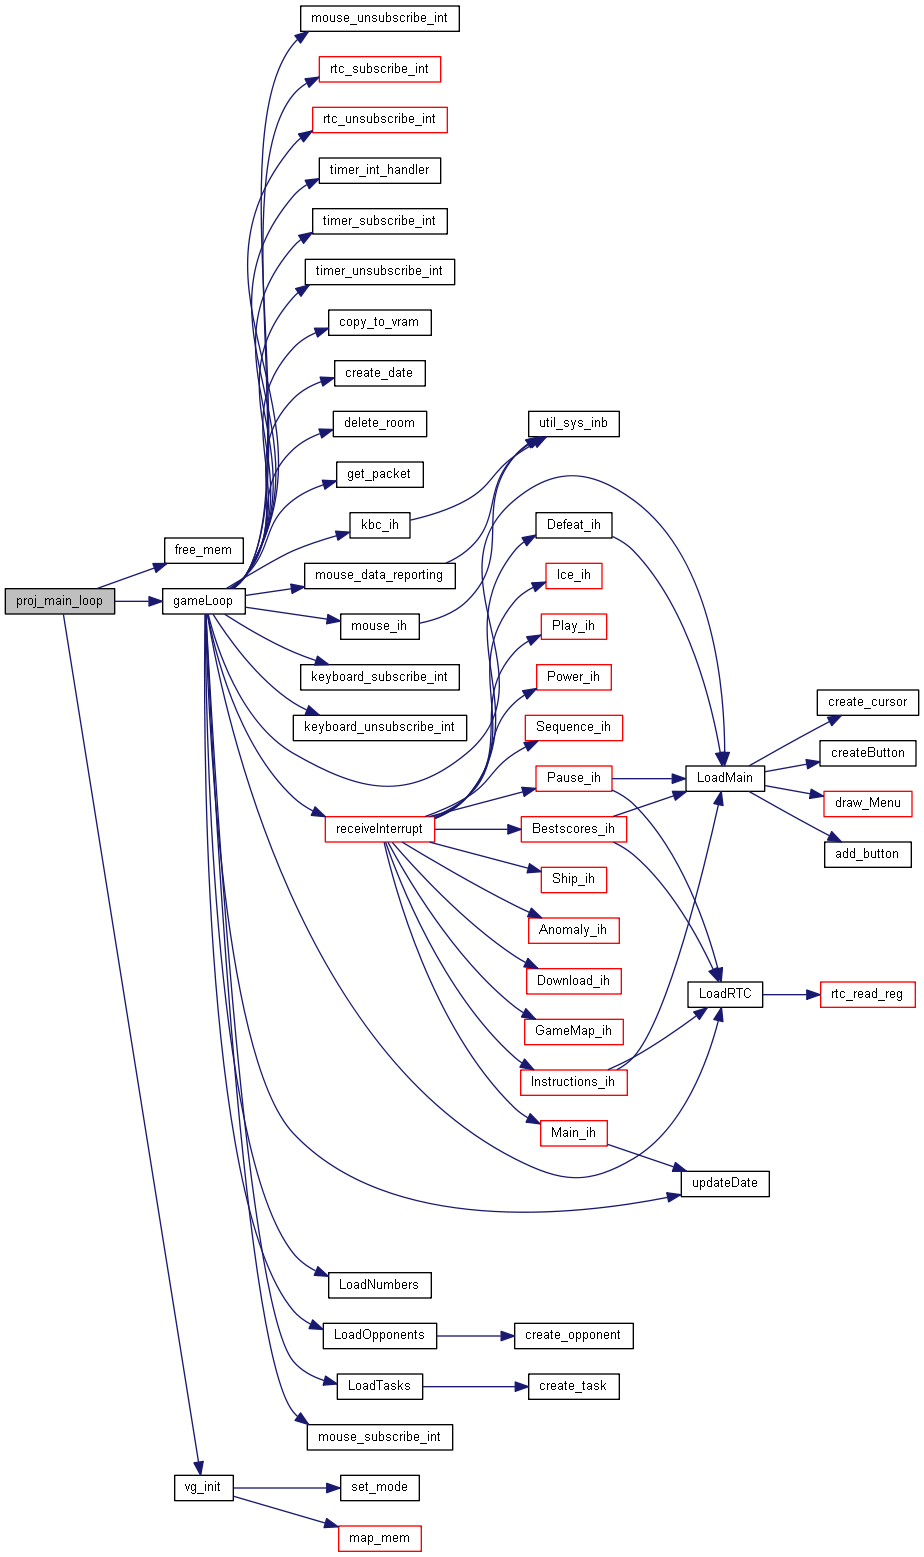 mouse_unsubscribe_int
rtc_subscribe_int
rtc_unsubscribe_int
timer_int_handler
timer_subscribe_int
timer_unsubscribe_int
copy_to_vram
create_date
delete_room
util_sys_inb
get_packet
kbc_ih
Defeat_ih
free_mem
mouse_data_reporting
Ice_ih
proj_main_loop
gameLoop
mouse_ih
Play_ih
keyboard_subscribe_int
Power_ih
create_cursor
keyboard_unsubscribe_int
Sequence_ih
createButton
Pause_ih
LoadMain
draw_Menu
receiveInterrupt
Bestscores_ih
add_button
Ship_ih
Anomaly_ih
Download_ih
LoadRTC
rtc_read_reg
GameMap_ih
Instructions_ih
Main_ih
updateDate
LoadNumbers
LoadOpponents
create_opponent
LoadTasks
create_task
mouse_subscribe_int
vg_init
set_mode
map_mem